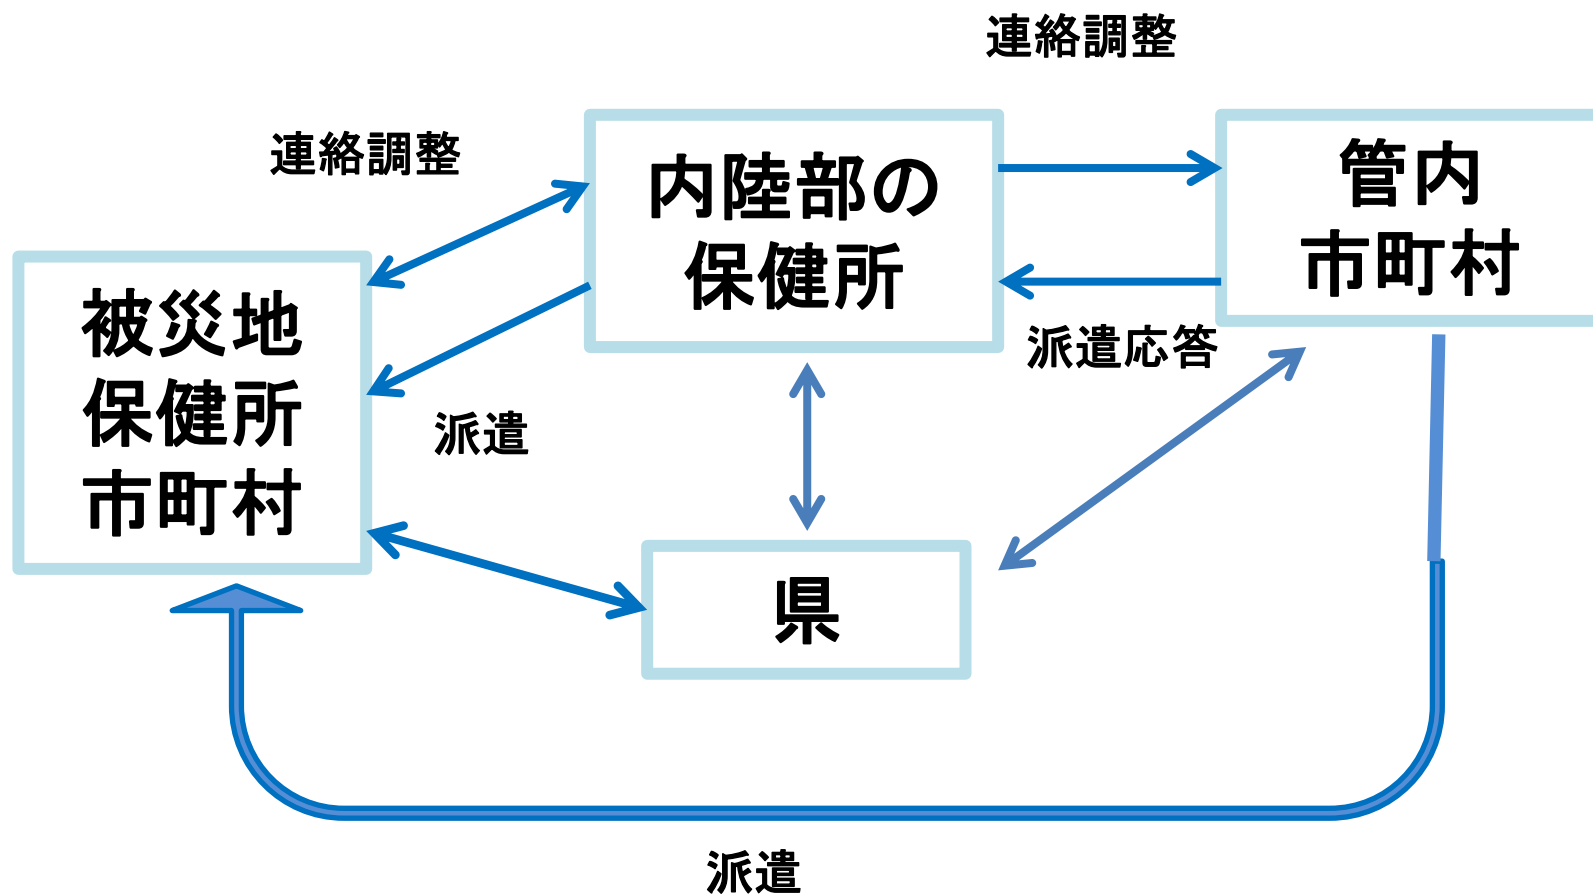 連絡調整
連絡調整
内陸部の
保健所
管内
市町村
被災地
保健所
市町村
派遣応答
派遣
県
派遣